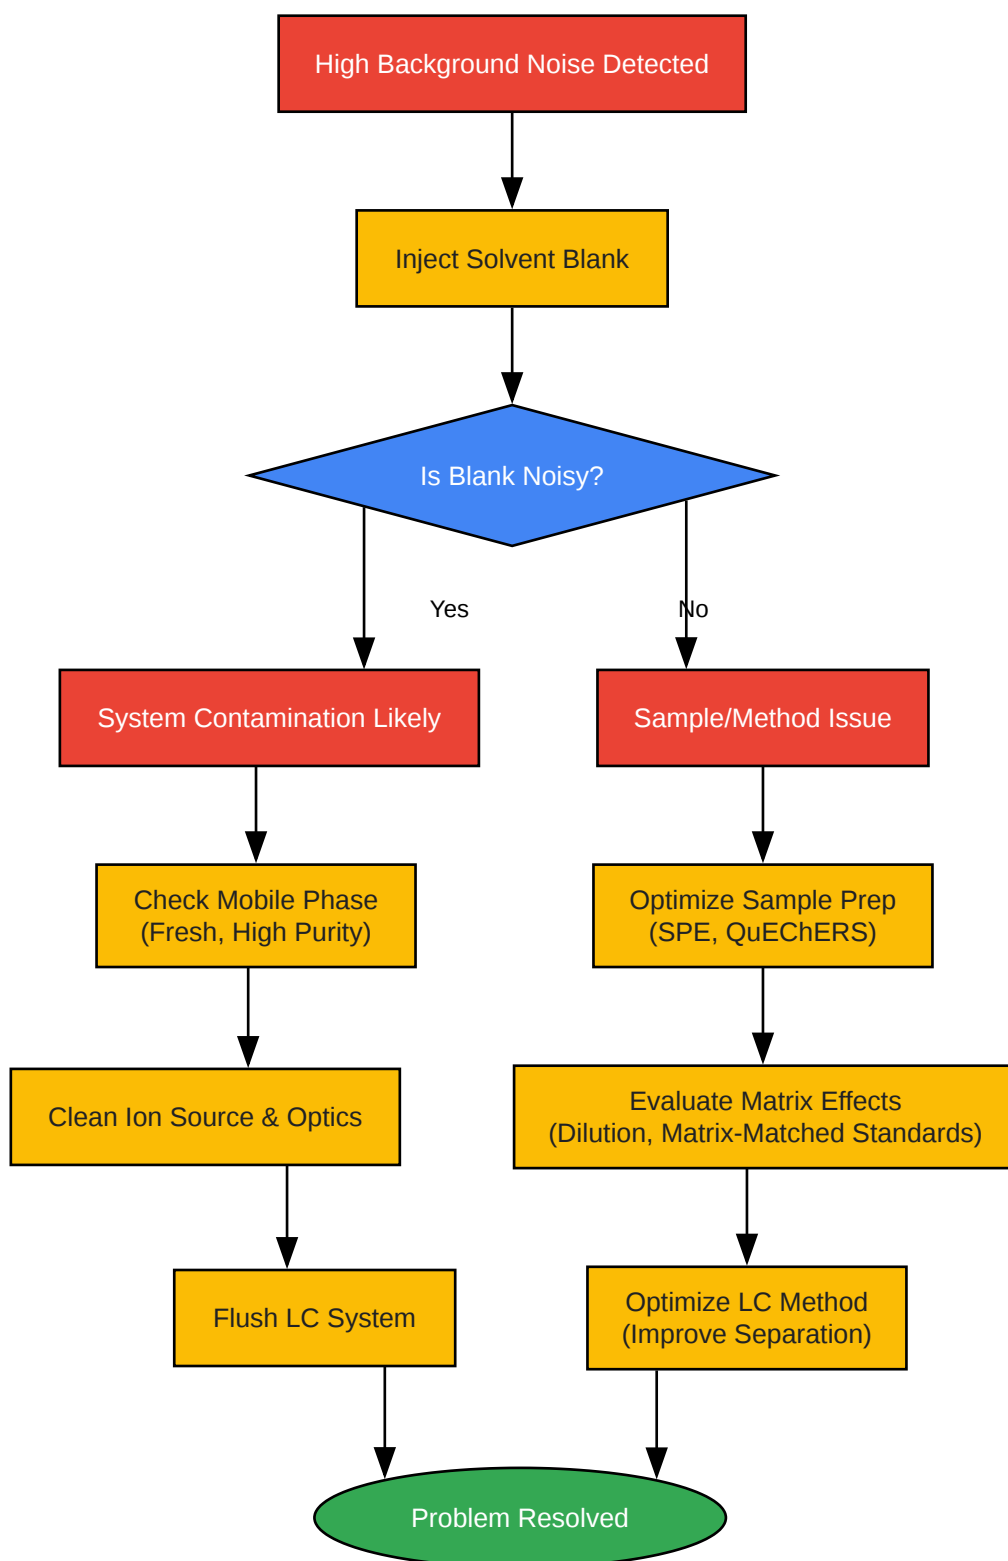 High Background Noise Detected
Inject Solvent Blank
Is Blank Noisy?
Yes
No
System Contamination Likely
Sample/Method Issue
Check Mobile Phase
(Fresh, High Purity)
Optimize Sample Prep
(SPE, QuEChERS)
Clean Ion Source & Optics
Evaluate Matrix Effects
(Dilution, Matrix-Matched Standards)
Flush LC System
Optimize LC Method
(Improve Separation)
Problem Resolved